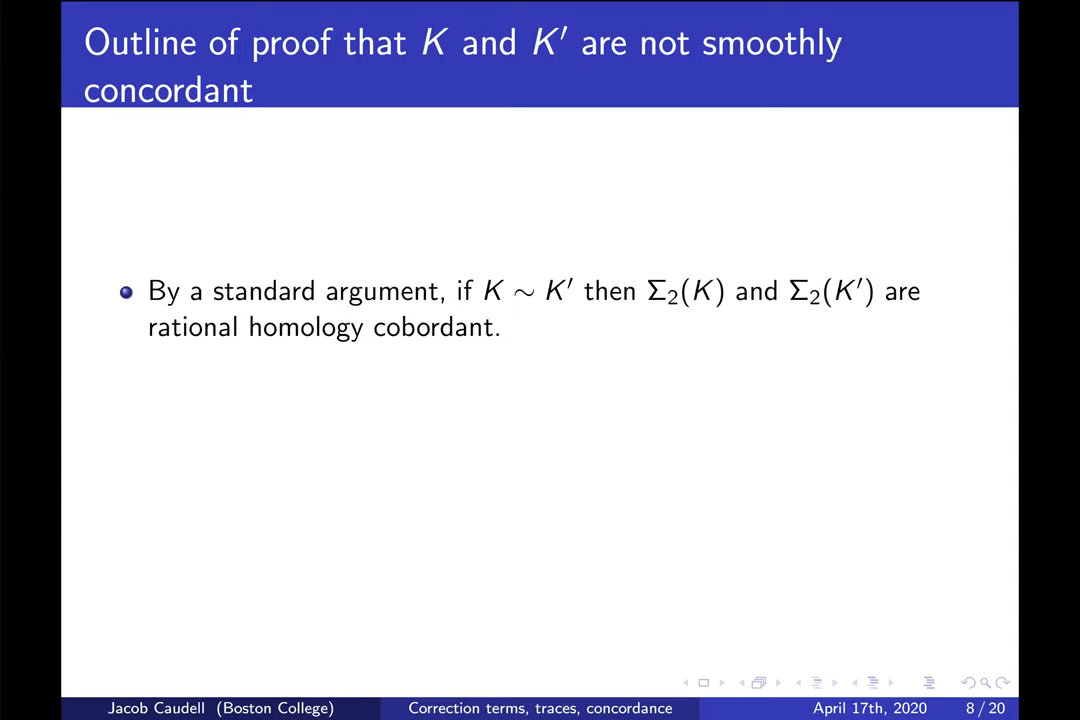 Outline of proof that K and K′ are not smoothly
concordant
By a standard argument, if K ∼ K′ then Σ₂(K) and Σ₂(K′) are
rational homology cobordant.
Jacob Caudell (Boston College)
Correction terms, traces, concordance
April 17th, 2020
8 / 20